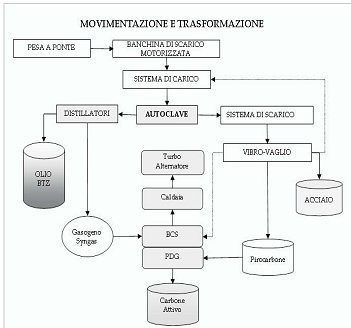 MOVIMENTAZIONE E TRASFORMAZIONE
PESA A PONTE
BANCHINA DI SCARICO
MOTORIZZATA
SISTEMA DI CARICO
DISTILLATORI
AUTOCLAVE
SISTEMA DI SCARICO
OLIO
BTZ
Turbo
Alternatore
VIBRO-VAGLIO
Caldaia
ACCIAIO
Gasogeno
Syngas
BCS
PDG
Pirocarbone
Carbone
Attivo